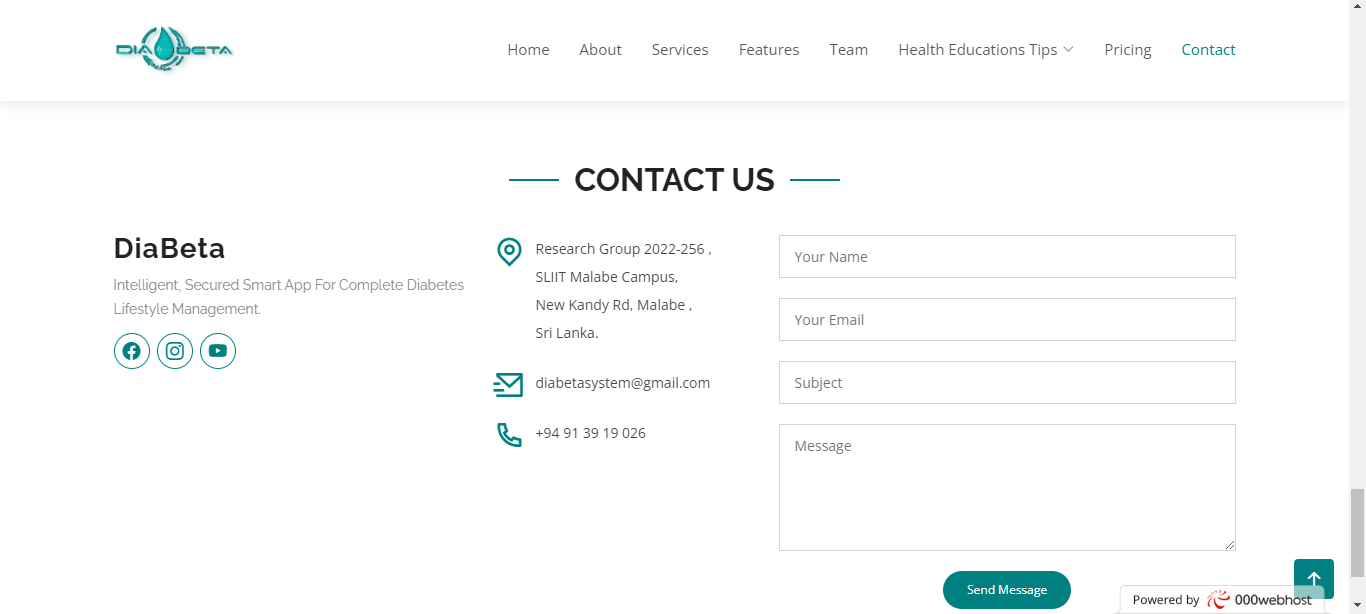 DIABETA
Home
About
Services
Features
Team
Health Educations Tips
Pricing
Contact
CONTACT US
DiaBeta
Intelligent, Secured Smart App For Complete Diabetes
Lifestyle Management.
Research Group 2022-256 ,
SLIIT Malabe Campus,
New Kandy Rd, Malabe ,
Sri Lanka.
diabetasystem@gmail.com
+94 91 39 19 026
Your Name
Your Email
Subject
Message
Send Message
Powered by 000webhost